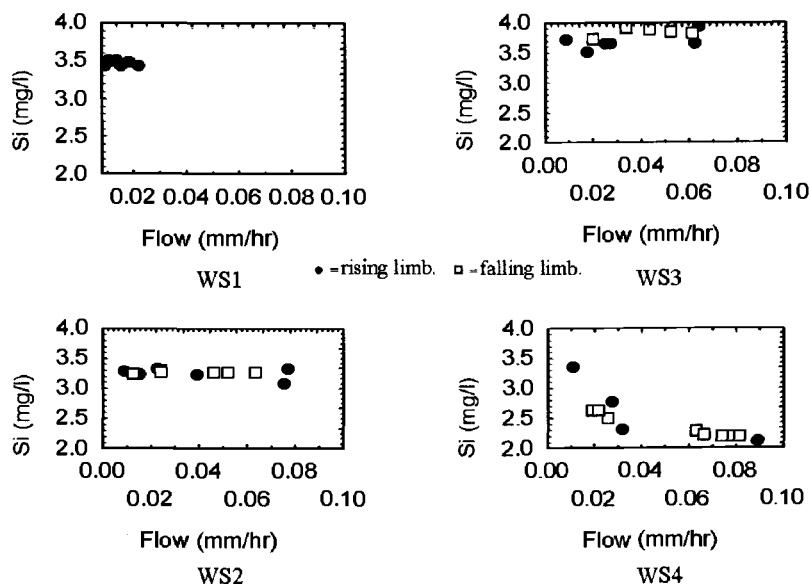 4.0
3.5
3.0
2.5
2.0
Si (mg/l)
0.02 0.04 0.06 0.08 0.10
Flow (mm/hr)
WS1
4.0
3.5
3.0
2.5
2.0
Si (mg/l)
0.00 0.04 0.06 0.10
0.02 0.04 0.08
Flow (mm/hr)
WS3
● =rising limb. □ =falling limb.
4.0
3.5
3.0
2.5
2.0
Si (mg/l)
0.00 0.04 0.08
0.02 0.06 0.10
Flow (mm/hr)
WS2
4.0
3.5
3.0
2.5
2.0
Si (mg/l)
0.00 0.04 0.08
0.02 0.06 0.10
Flow (mm/hr)
WS4